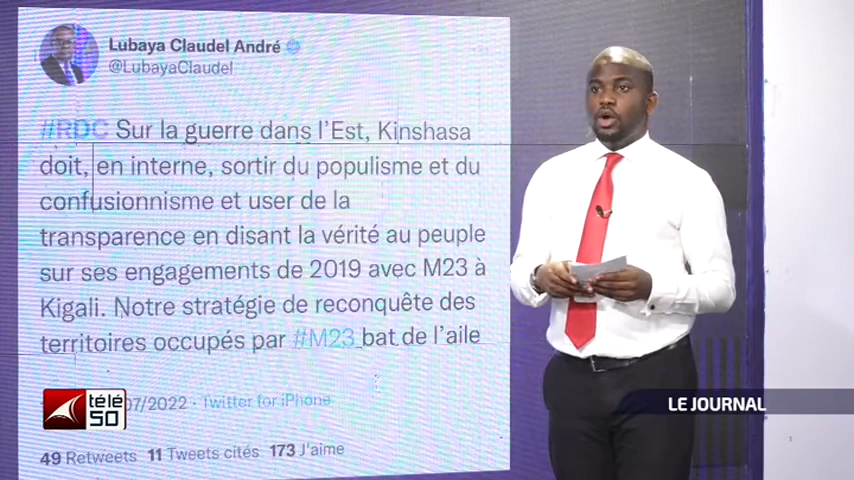 Lubaya Claudel André
@LubayaClaudel
#RDC Sur la guerre dans l'Est, Kinshasa
doit, en interne, sortir du populisme et du
confusionnisme et user de la
transparence en disant la vérité au peuple
sur ses engagements de 2019 avec M23 à
Kigali. Notre stratégie de reconquête des
territoires occupés par #M23 bat de l'aile
07/2022 · Twitter for iPhone
49 Retweets 11 Tweets cités 173 J'aime
télé
50
LE JOURNAL